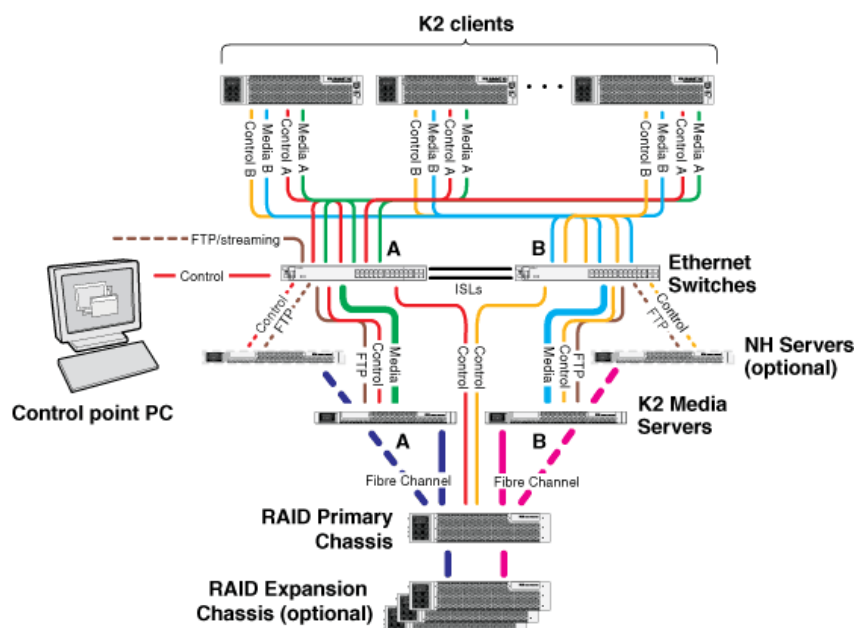 K2 clients
Control B
Media B
Control A
Media A
Control B
Media B
Control A
Media A
Control B
Media B
Control A
Media A
FTP/streaming
A
B
Ethernet
Switches
Control
ISLs
Control
FTP
FTP
Control
Media
Control
Control
Media
Control
FTP
FTP
Control
NH Servers
(optional)
Control point PC
K2 Media
Servers
A
B
Fibre Channel
Fibre Channel
RAID Primary
Chassis
RAID Expansion
Chassis (optional)